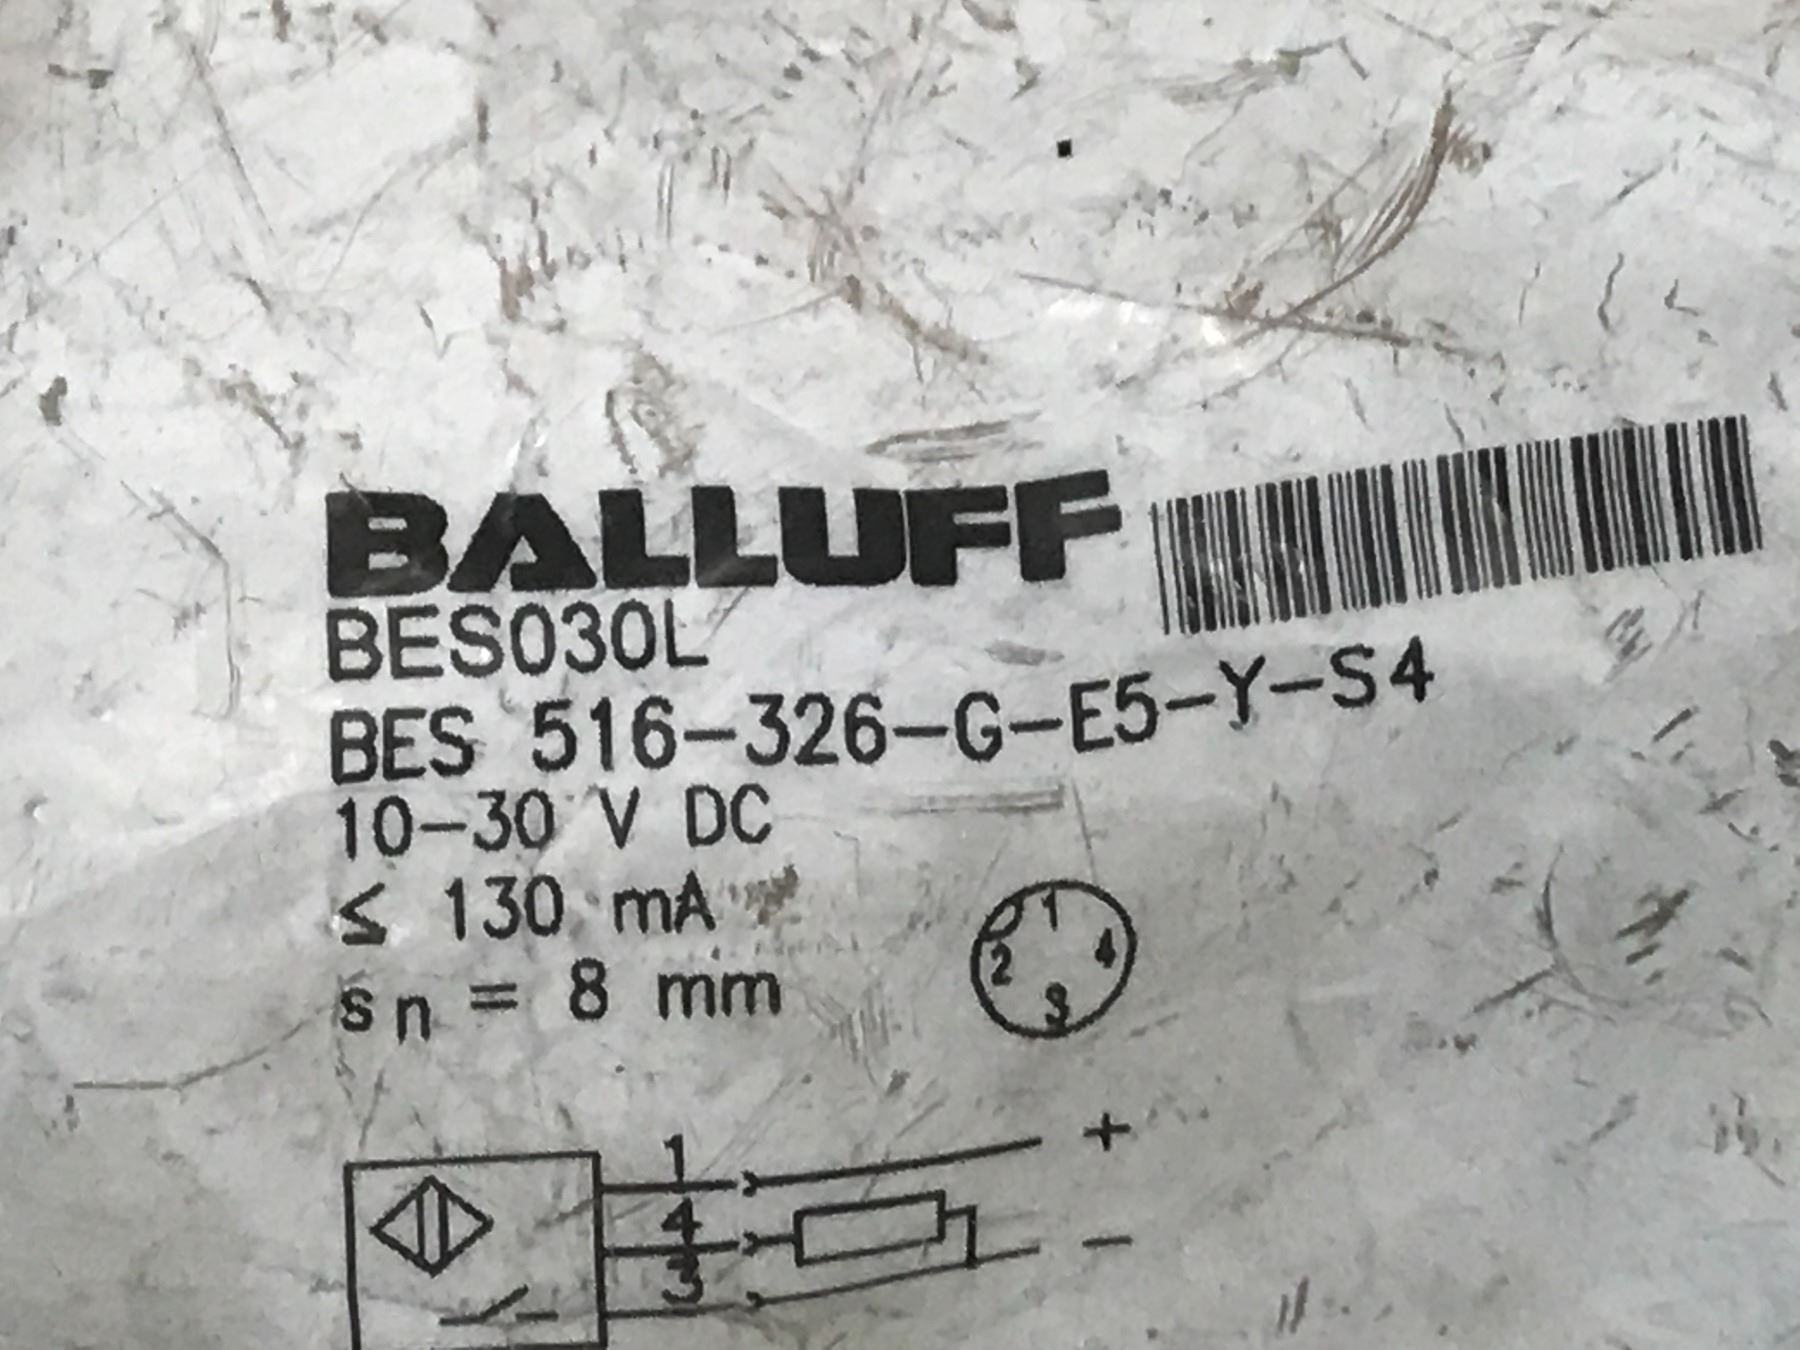 BALLUFF
BES030L
BES 516-326-G-E5-Y-S4
10-30 V DC
≤ 130 mA
sn = 8 mm
1
2 4
3
1 +
4
3 -